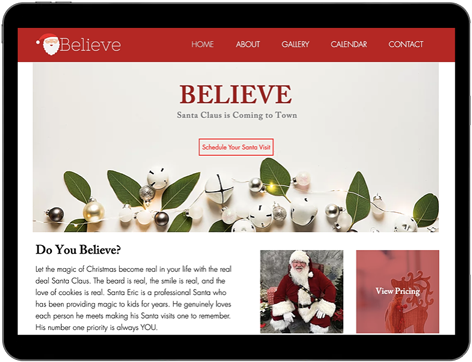 Believe
HOME ABOUT GALLERY CALENDAR CONTACT
BELIEVE
Santa Claus is Coming to Town
Schedule Your Santa Visit
Do You Believe?
Let the magic of Christmas become real in your life with the real
deal Santa Claus. The beard is real, the smile is real, and the
love of cookies is real. Santa Eric is a professional Santa who
has been providing magic to kids for years. He genuinely loves
each person he meets making his Santa visits one to remember.
His number one priority is always YOU.
View Pricing